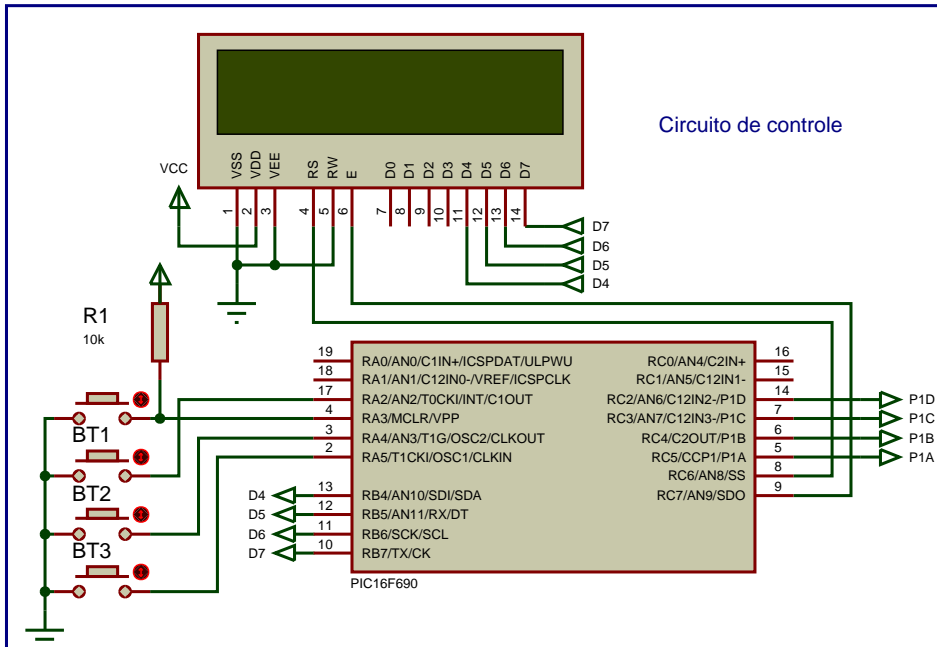 Circuito de controle
VCC
VSS
VDD
VEE
RS
RW
E
D0
D1
D2
D3
D4
D5
D6
D7
1
2
3
4
5
6
7
8
9
10
11
12
13
14
D7
D6
D5
D4
R1
10k
BT1
BT2
BT3
19 RA0/AN0/C1IN+/ICSPDAT/ULPWU
18 RA1/AN1/C12IN0-/VREF/ICSPCLK
17 RA2/AN2/T0CKI/INT/C1OUT
4 RA3/MCLR/VPP
3 RA4/AN3/T1G/OSC2/CLKOUT
2 RA5/T1CKI/OSC1/CLKIN
D4 13 RB4/AN10/SDI/SDA
D5 12 RB5/AN11/RX/DT
D6 11 RB6/SCK/SCL
D7 10 RB7/TX/CK
RC0/AN4/C2IN+ 16
RC1/AN5/C12IN1- 15
RC2/AN6/C12IN2-/P1D 14 P1D
RC3/AN7/C12IN3-/P1C 7 P1C
RC4/C2OUT/P1B 6 P1B
RC5/CCP1/P1A 5 P1A
RC6/AN8/SS 8
RC7/AN9/SDO 9
PIC16F690